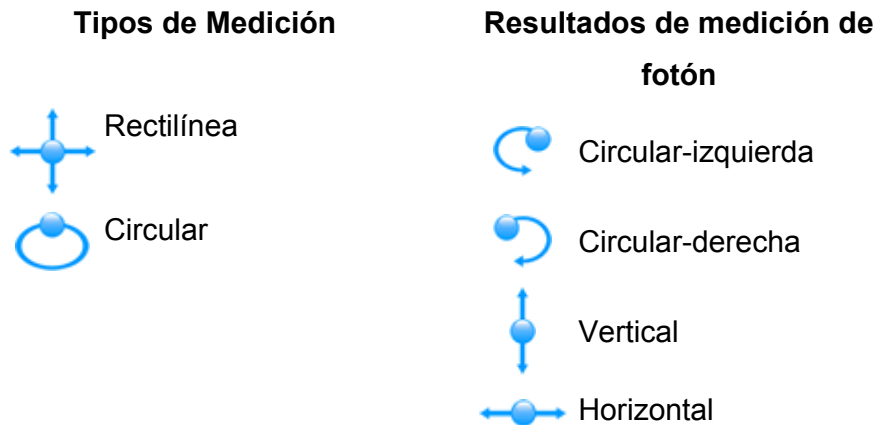 Tipos de Medición
Rectilínea
Circular
Resultados de medición de
fotón
Circular-izquierda
Circular-derecha
Vertical
Horizontal